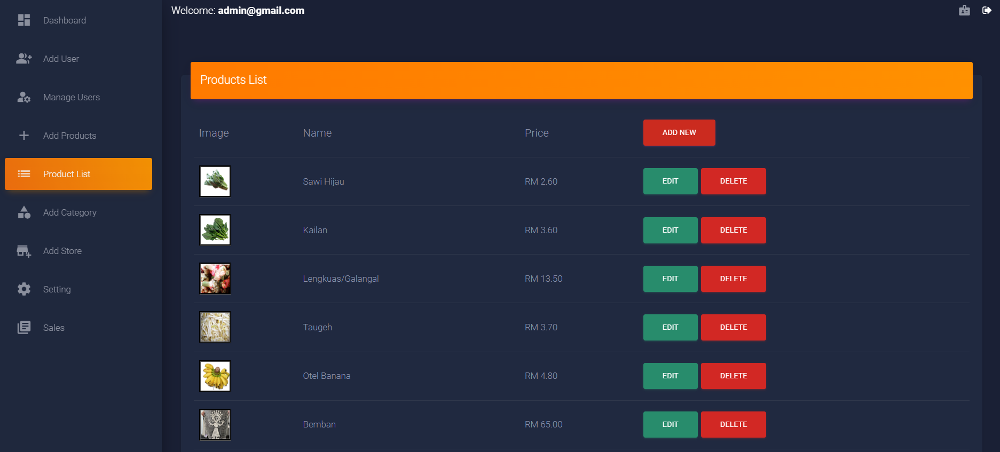 Welcome: admin@gmail.com
Dashboard
Add User
Manage Users
Add Products
Product List
Add Category
Add Store
Setting
Sales
Products List
Image Name Price ADD NEW
Sawi Hijau RM 2.60 EDIT DELETE
Kailan RM 3.60 EDIT DELETE
Lengkuas/Galangal RM 13.50 EDIT DELETE
Taugeh RM 3.70 EDIT DELETE
Otel Banana RM 4.80 EDIT DELETE
Bemban RM 65.00 EDIT DELETE